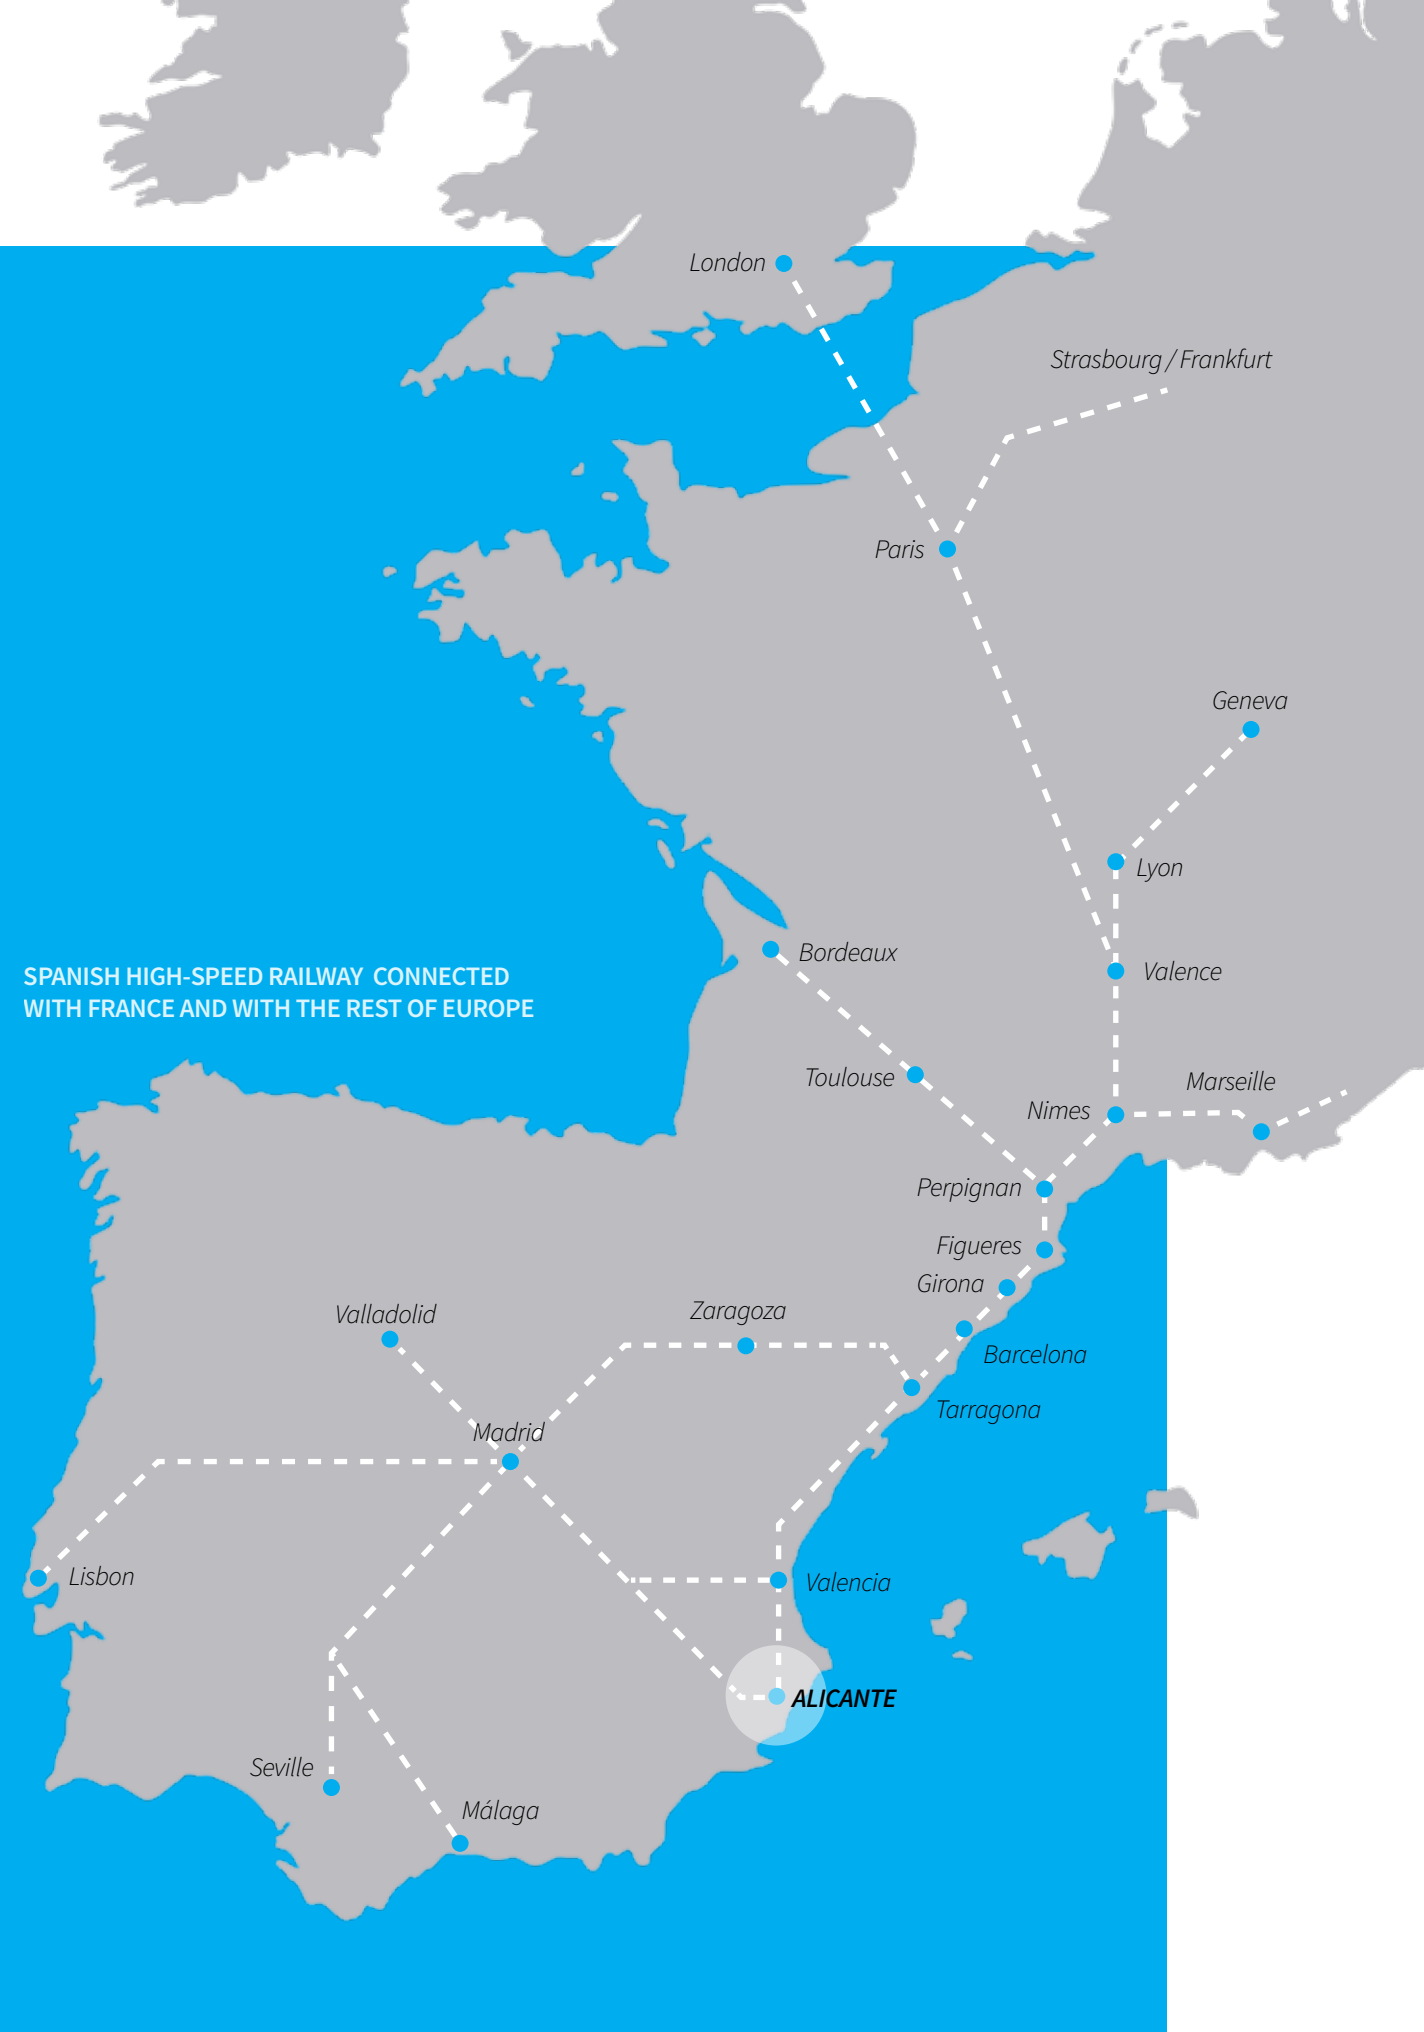 London
Strasbourg / Frankfurt
Paris
Geneva
Lyon
Bordeaux
Valence
SPANISH HIGH-SPEED RAILWAY CONNECTED
WITH FRANCE AND WITH THE REST OF EUROPE
Toulouse
Marseille
Nimes
Perpignan
Figueres
Girona
Valladolid
Zaragoza
Barcelona
Tarragona
Madrid
Lisbon
Valencia
ALICANTE
Seville
Málaga